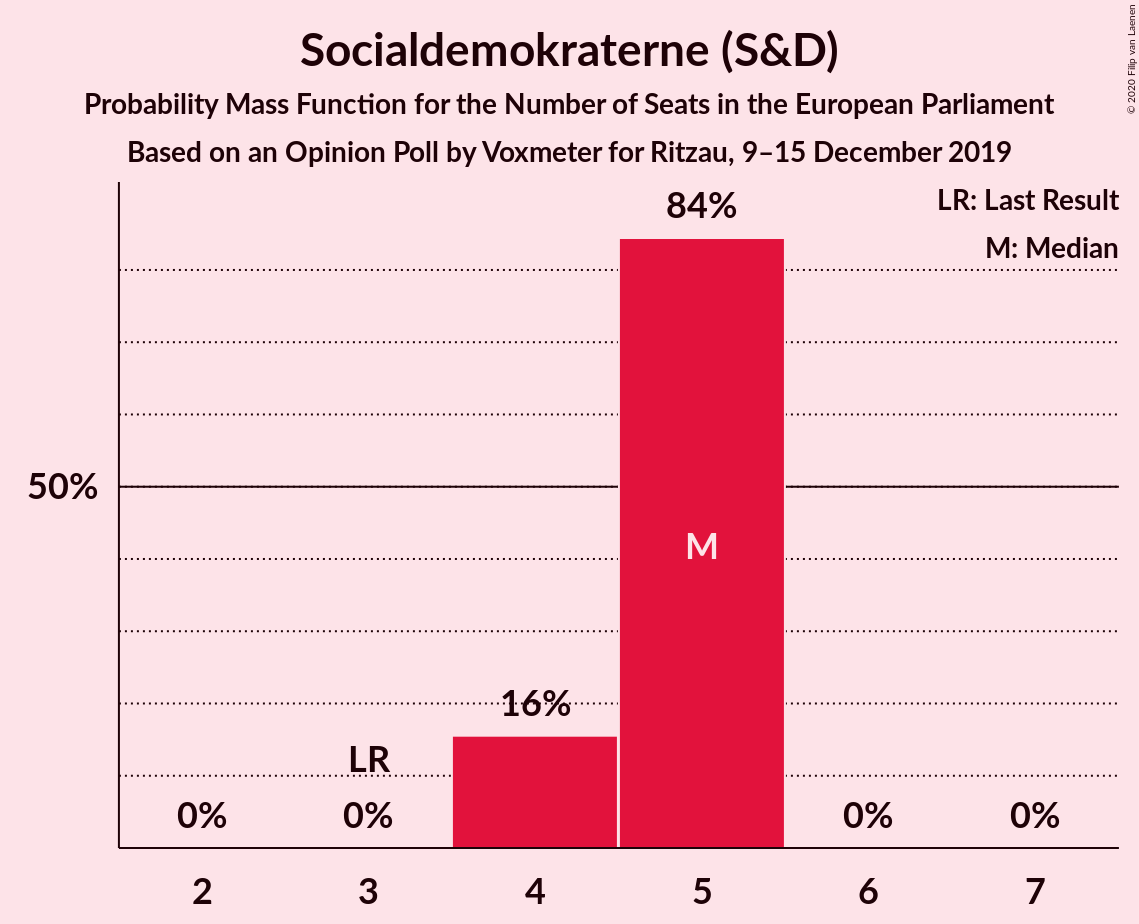 Socialdemokraterne (S&D)
Probability Mass Function for the Number of Seats in the European Parliament
Based on an Opinion Poll by Voxmeter for Ritzau, 9–15 December 2019
© 2020 Filip van Laenen
LR: Last Result
M: Median
84%
50%
M
16%
LR
0% 0% 0% 0%
2 3 4 5 6 7